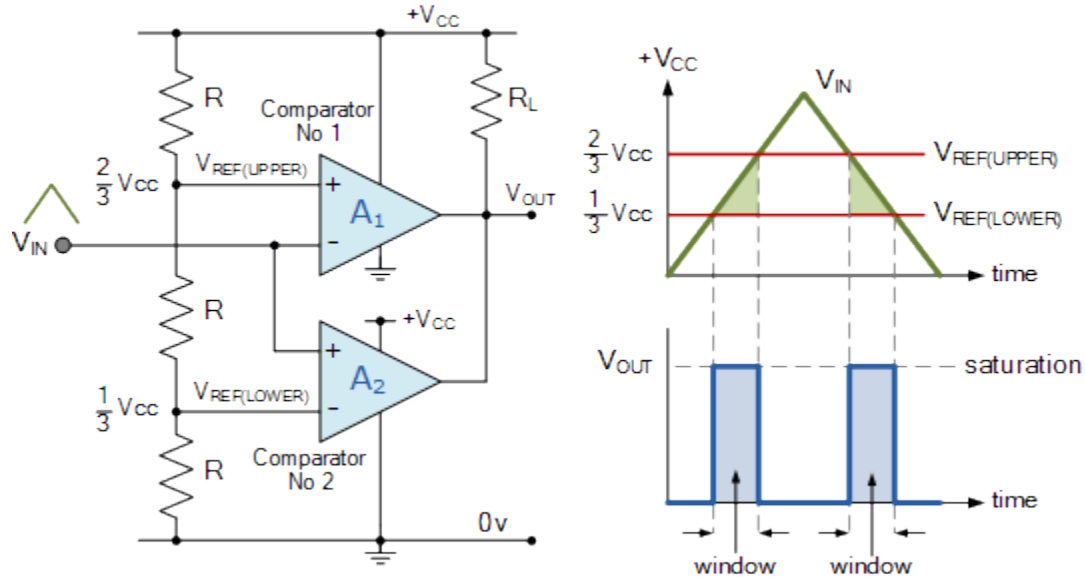 +VCC
R
RL
Comparator
No 1
2/3 VCC
VREF(UPPER)
+
A1
-
VOUT
VIN
R
+VCC
+
A2
-
1/3 VCC
VREF(LOWER)
R
Comparator
No 2
0v
+VCC
VIN
2/3 VCC
VREF(UPPER)
1/3 VCC
VREF(LOWER)
time
VOUT
saturation
time
window
window